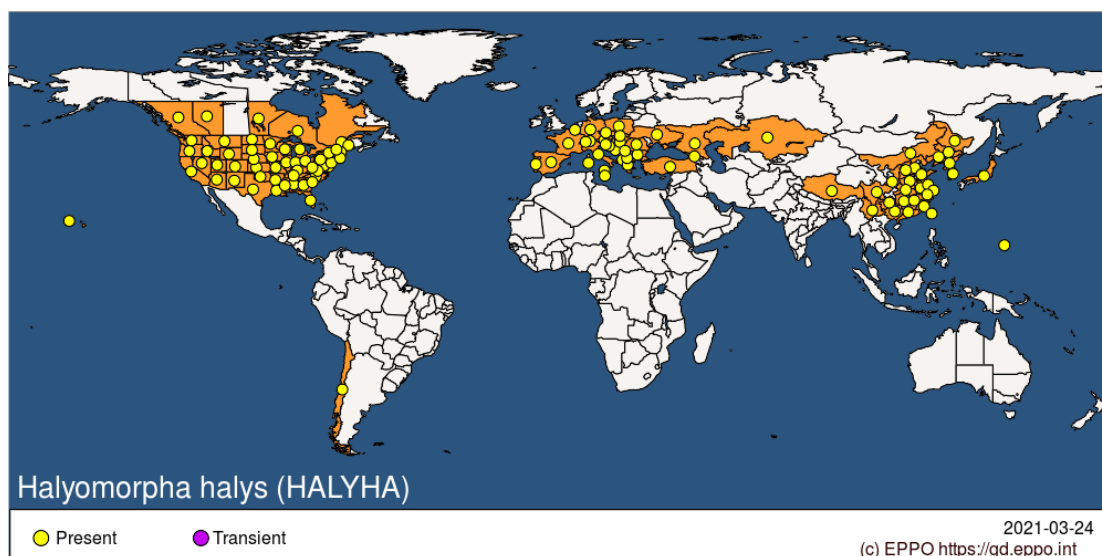 Halyomorpha halys (HALYHA)
Present
Transient
2021-03-24
(c) EPPO https://gd.eppo.int